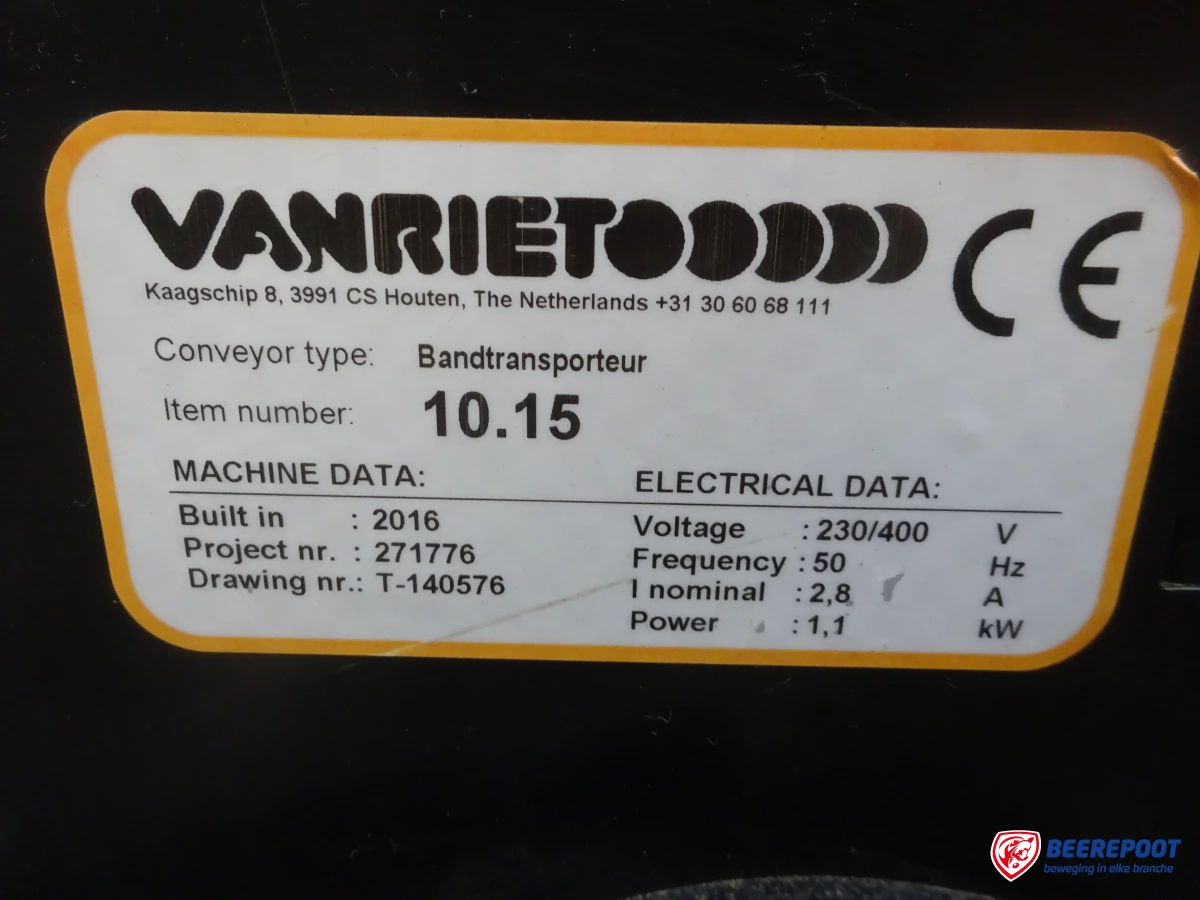 VANRIET
CE
Kaagschip 8, 3991 CS Houten, The Netherlands +31 30 60 68 111
Conveyor type: Bandtransporteur
Item number: 10.15
MACHINE DATA:
Built in : 2016
Project nr. : 271776
Drawing nr.: T-140576
ELECTRICAL DATA:
Voltage : 230/400 V
Frequency : 50 Hz
I nominal : 2,8 A
Power : 1,1 kW
BEEREPOOT
beweging in elke branche